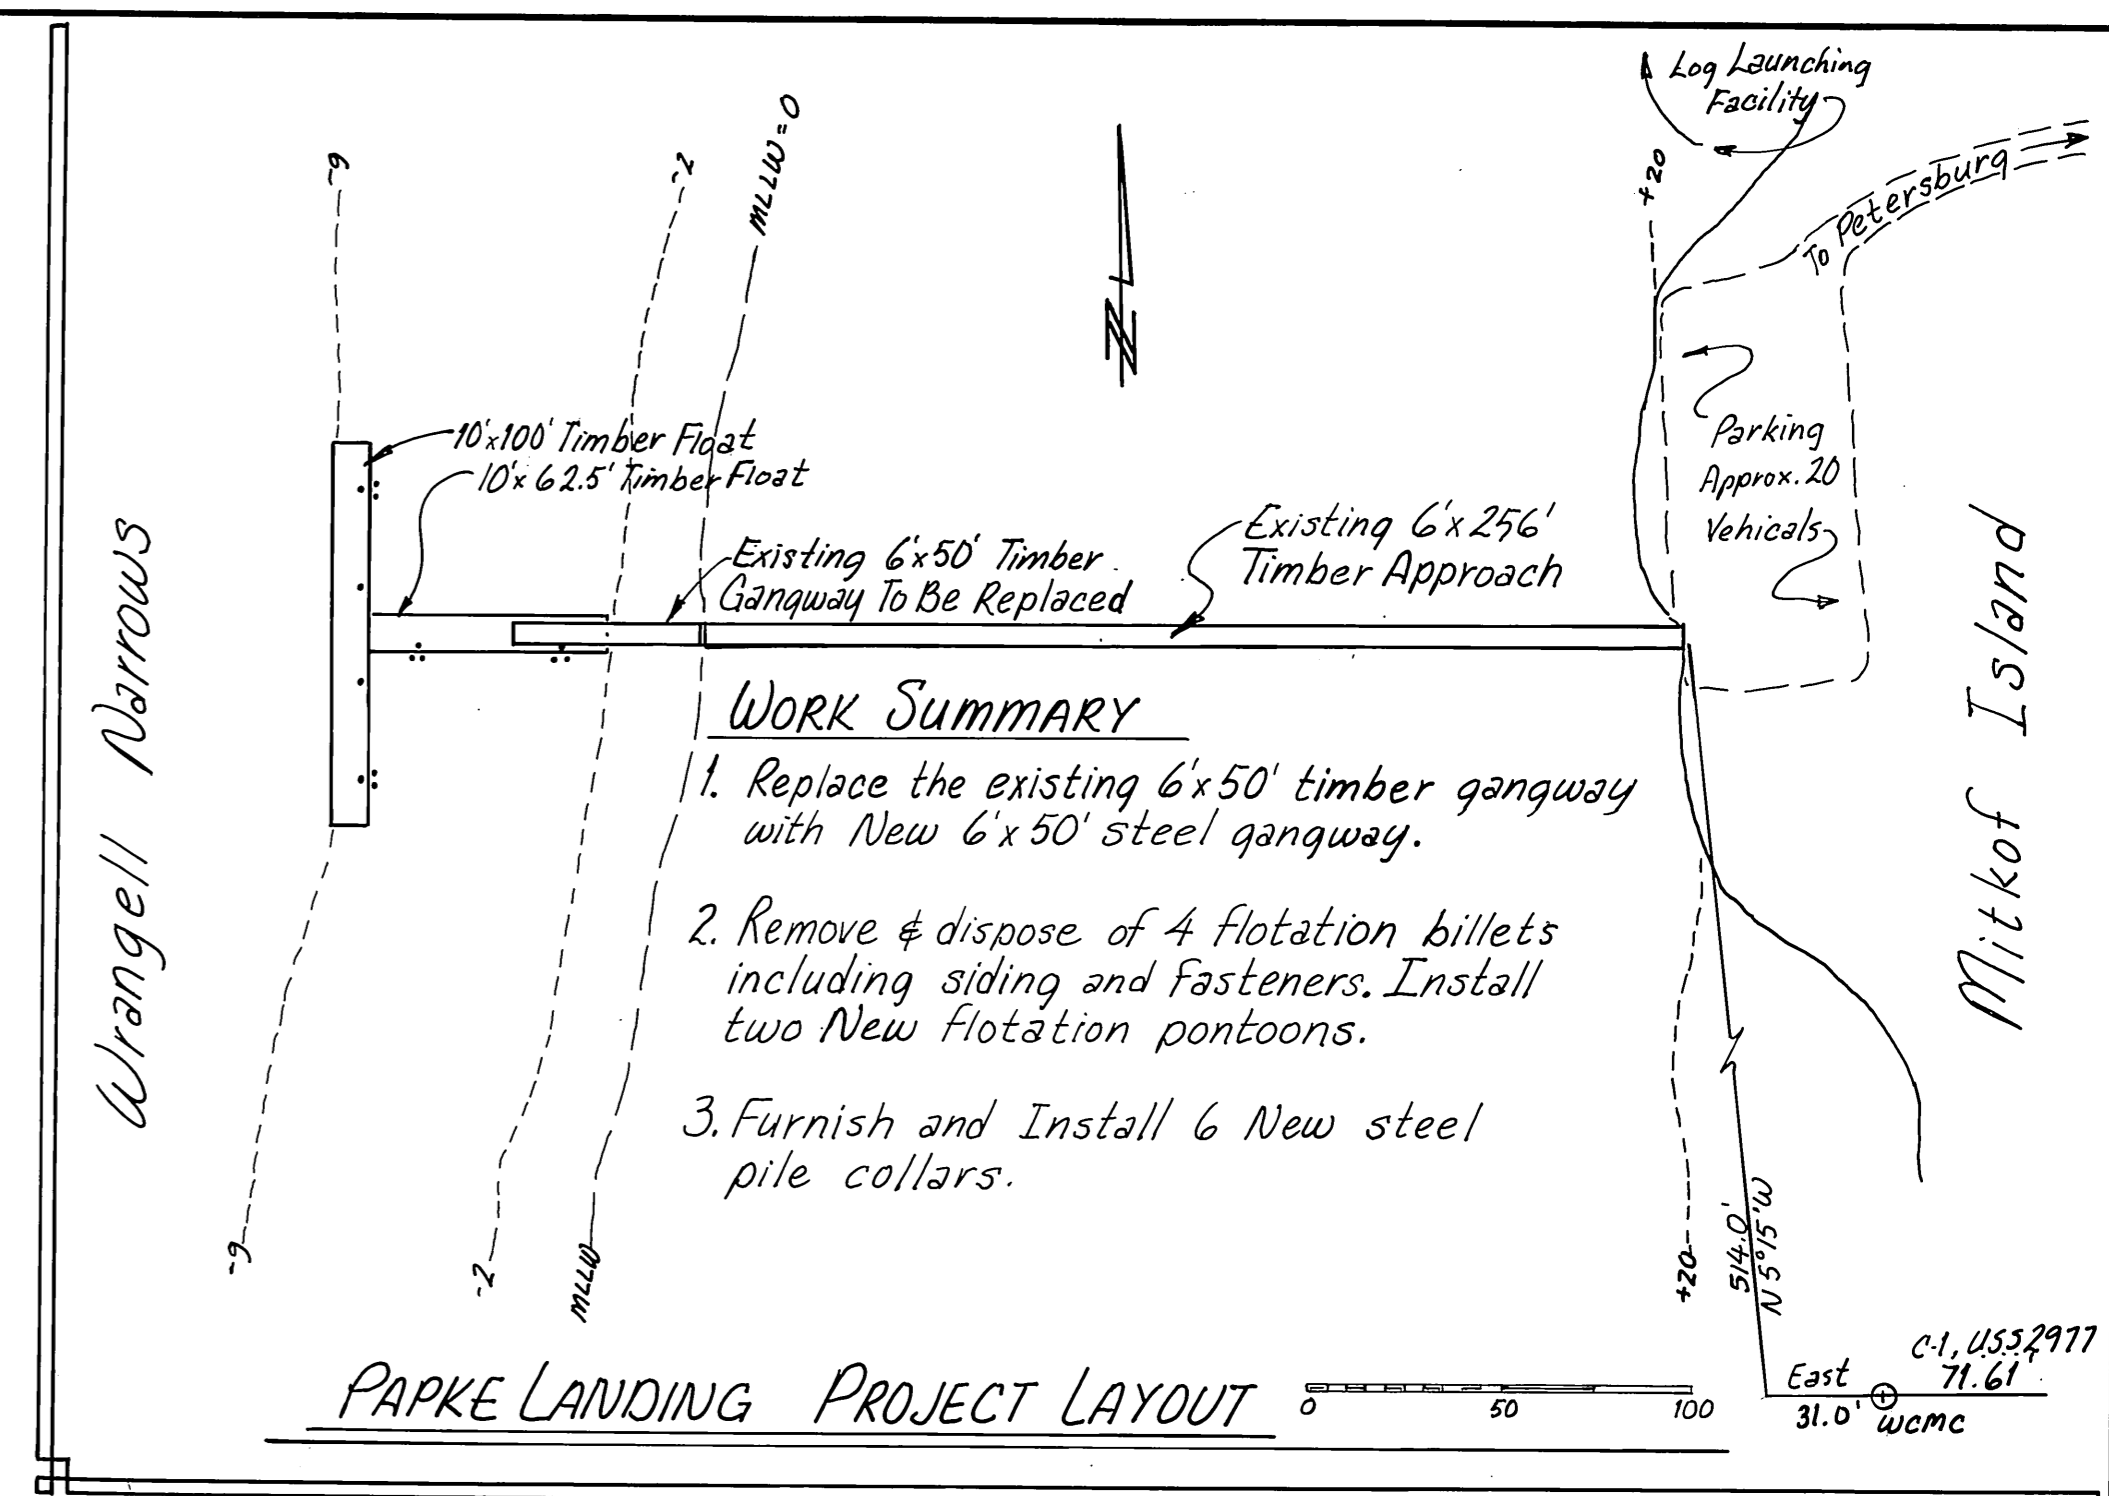 Log Launching
Facility
To Petersburg
-9
-2
MLLW=0
+20
N
10'x100' Timber Float
10'x62.5' Timber Float
Parking
Approx. 20
Vehicals
Existing 6'x50' Timber
Gangway To Be Replaced
Existing 6'x256'
Timber Approach
Wrangell Narrows
Mitkof Island
WORK SUMMARY
1. Replace the existing 6'x50' timber gangway
with New 6'x50' steel gangway.
2. Remove & dispose of 4 flotation billets
including siding and fasteners. Install
two New flotation pontoons.
3. Furnish and Install 6 New steel
pile collars.
-9
-2
MLLW
+20
514.0'
N 5°15'W
C-1, U.S.S. 2977
East 71.61'
31.0' WCMC
PAPKE LANDING PROJECT LAYOUT
0 50 100